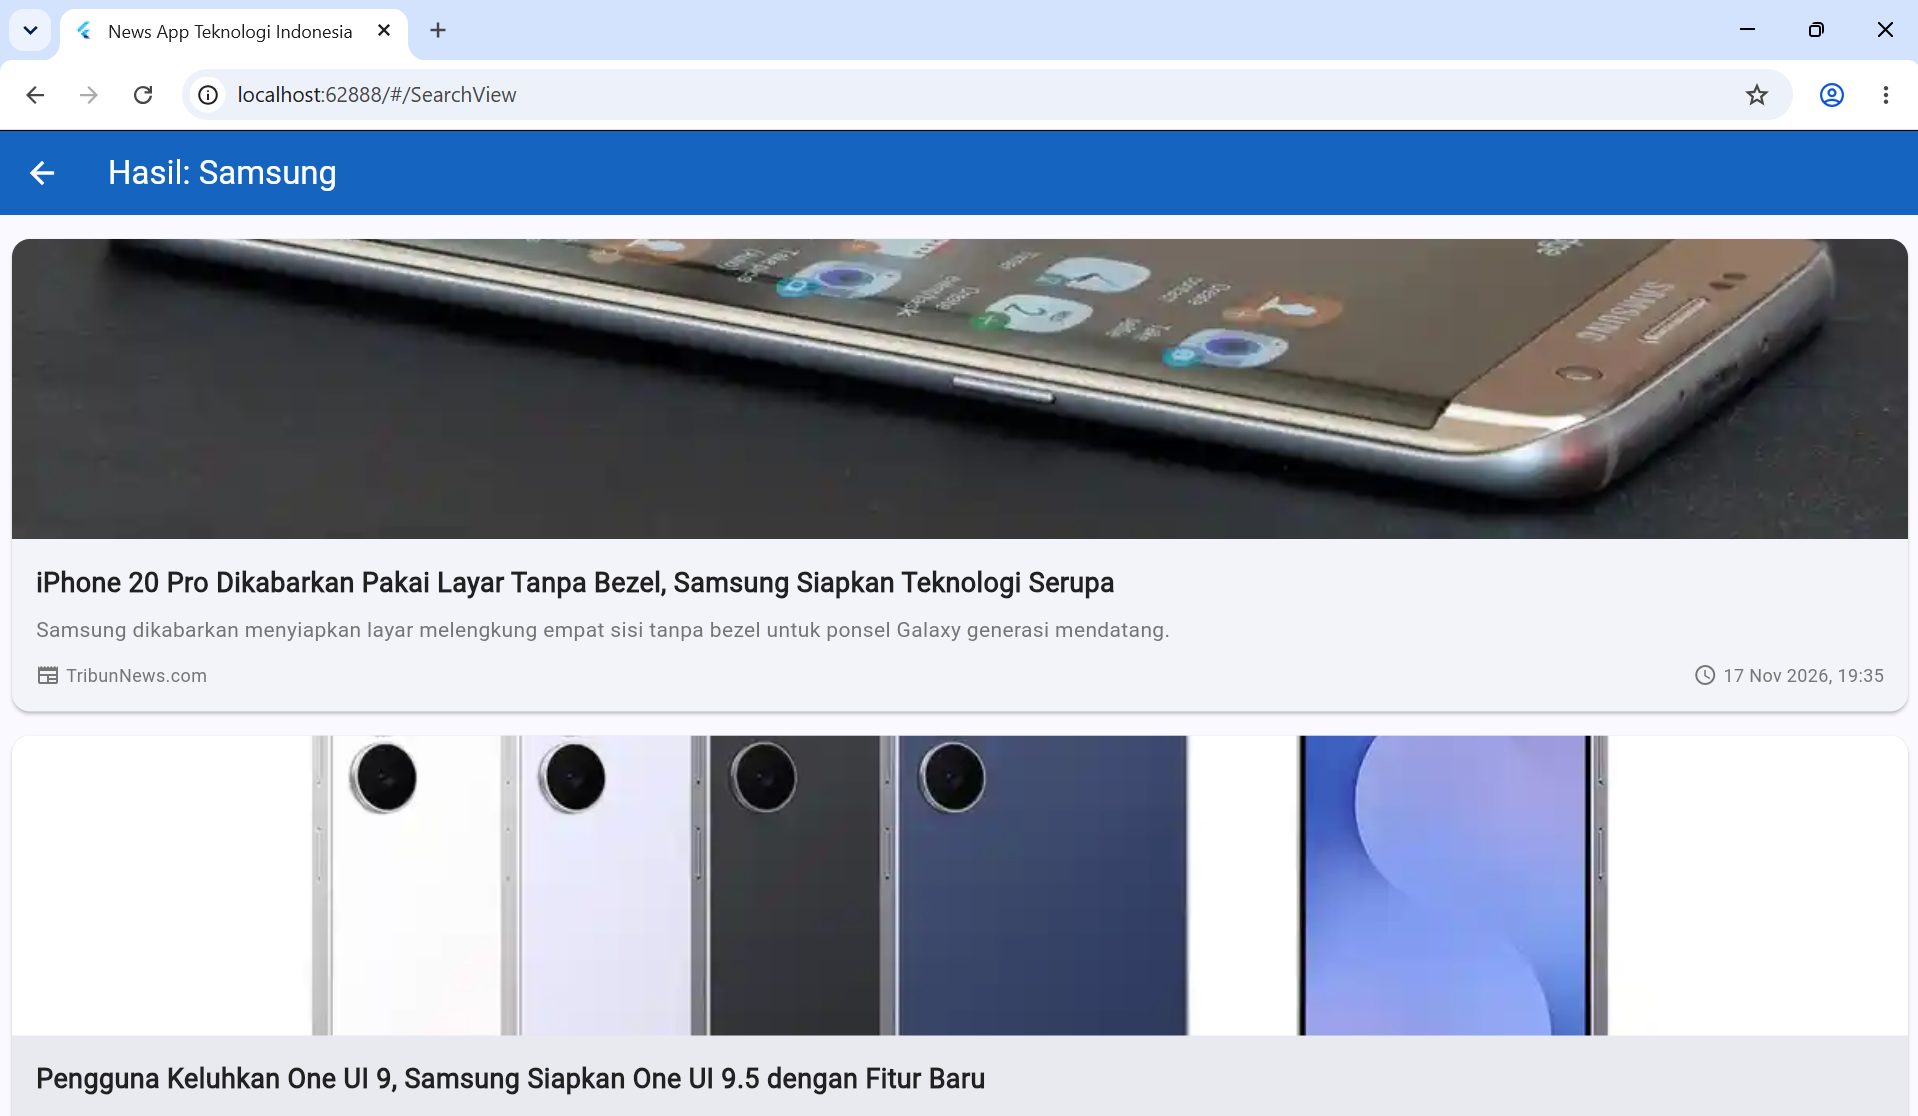 News App Teknologi Indonesia
localhost:62888/#/SearchView
Hasil: Samsung
SAMSUNG
iPhone 20 Pro Dikabarkan Pakai Layar Tanpa Bezel, Samsung Siapkan Teknologi Serupa
Samsung dikabarkan menyiapkan layar melengkung empat sisi tanpa bezel untuk ponsel Galaxy generasi mendatang.
TribunNews.com
17 Nov 2026, 19:35
Pengguna Keluhkan One UI 9, Samsung Siapkan One UI 9.5 dengan Fitur Baru